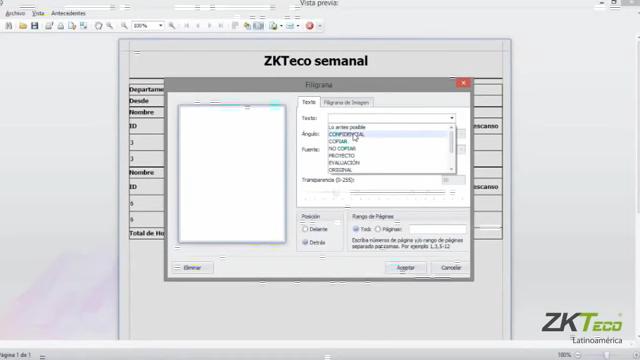 Vista previa:
Archivo Vista Antecedentes
100%
ZKTeco semanal
Filigrana
Departame
Desde
Nombre
ID
3
3
Nombre
ID
6
6
Total de Ho
escanso
escanso
Texto Filigrana de Imagen
Texto:
Lo antes posible
Ángulo: CONFIDENCIAL
COPIAR
Fuente: NO COPIAR
PROYECTO
EVALUACIÓN
ORIGINAL
Transparencia (0-255)
Posición
Delante
Detrás
Rango de Páginas
Todo Páginas:
Escriba números de página y/o rango de páginas
separado por comas. Por ejemplo 1,3,5-12
Eliminar Aceptar Cancelar
ZKTeco
Latinoamérica
Página 1 de 1 100%